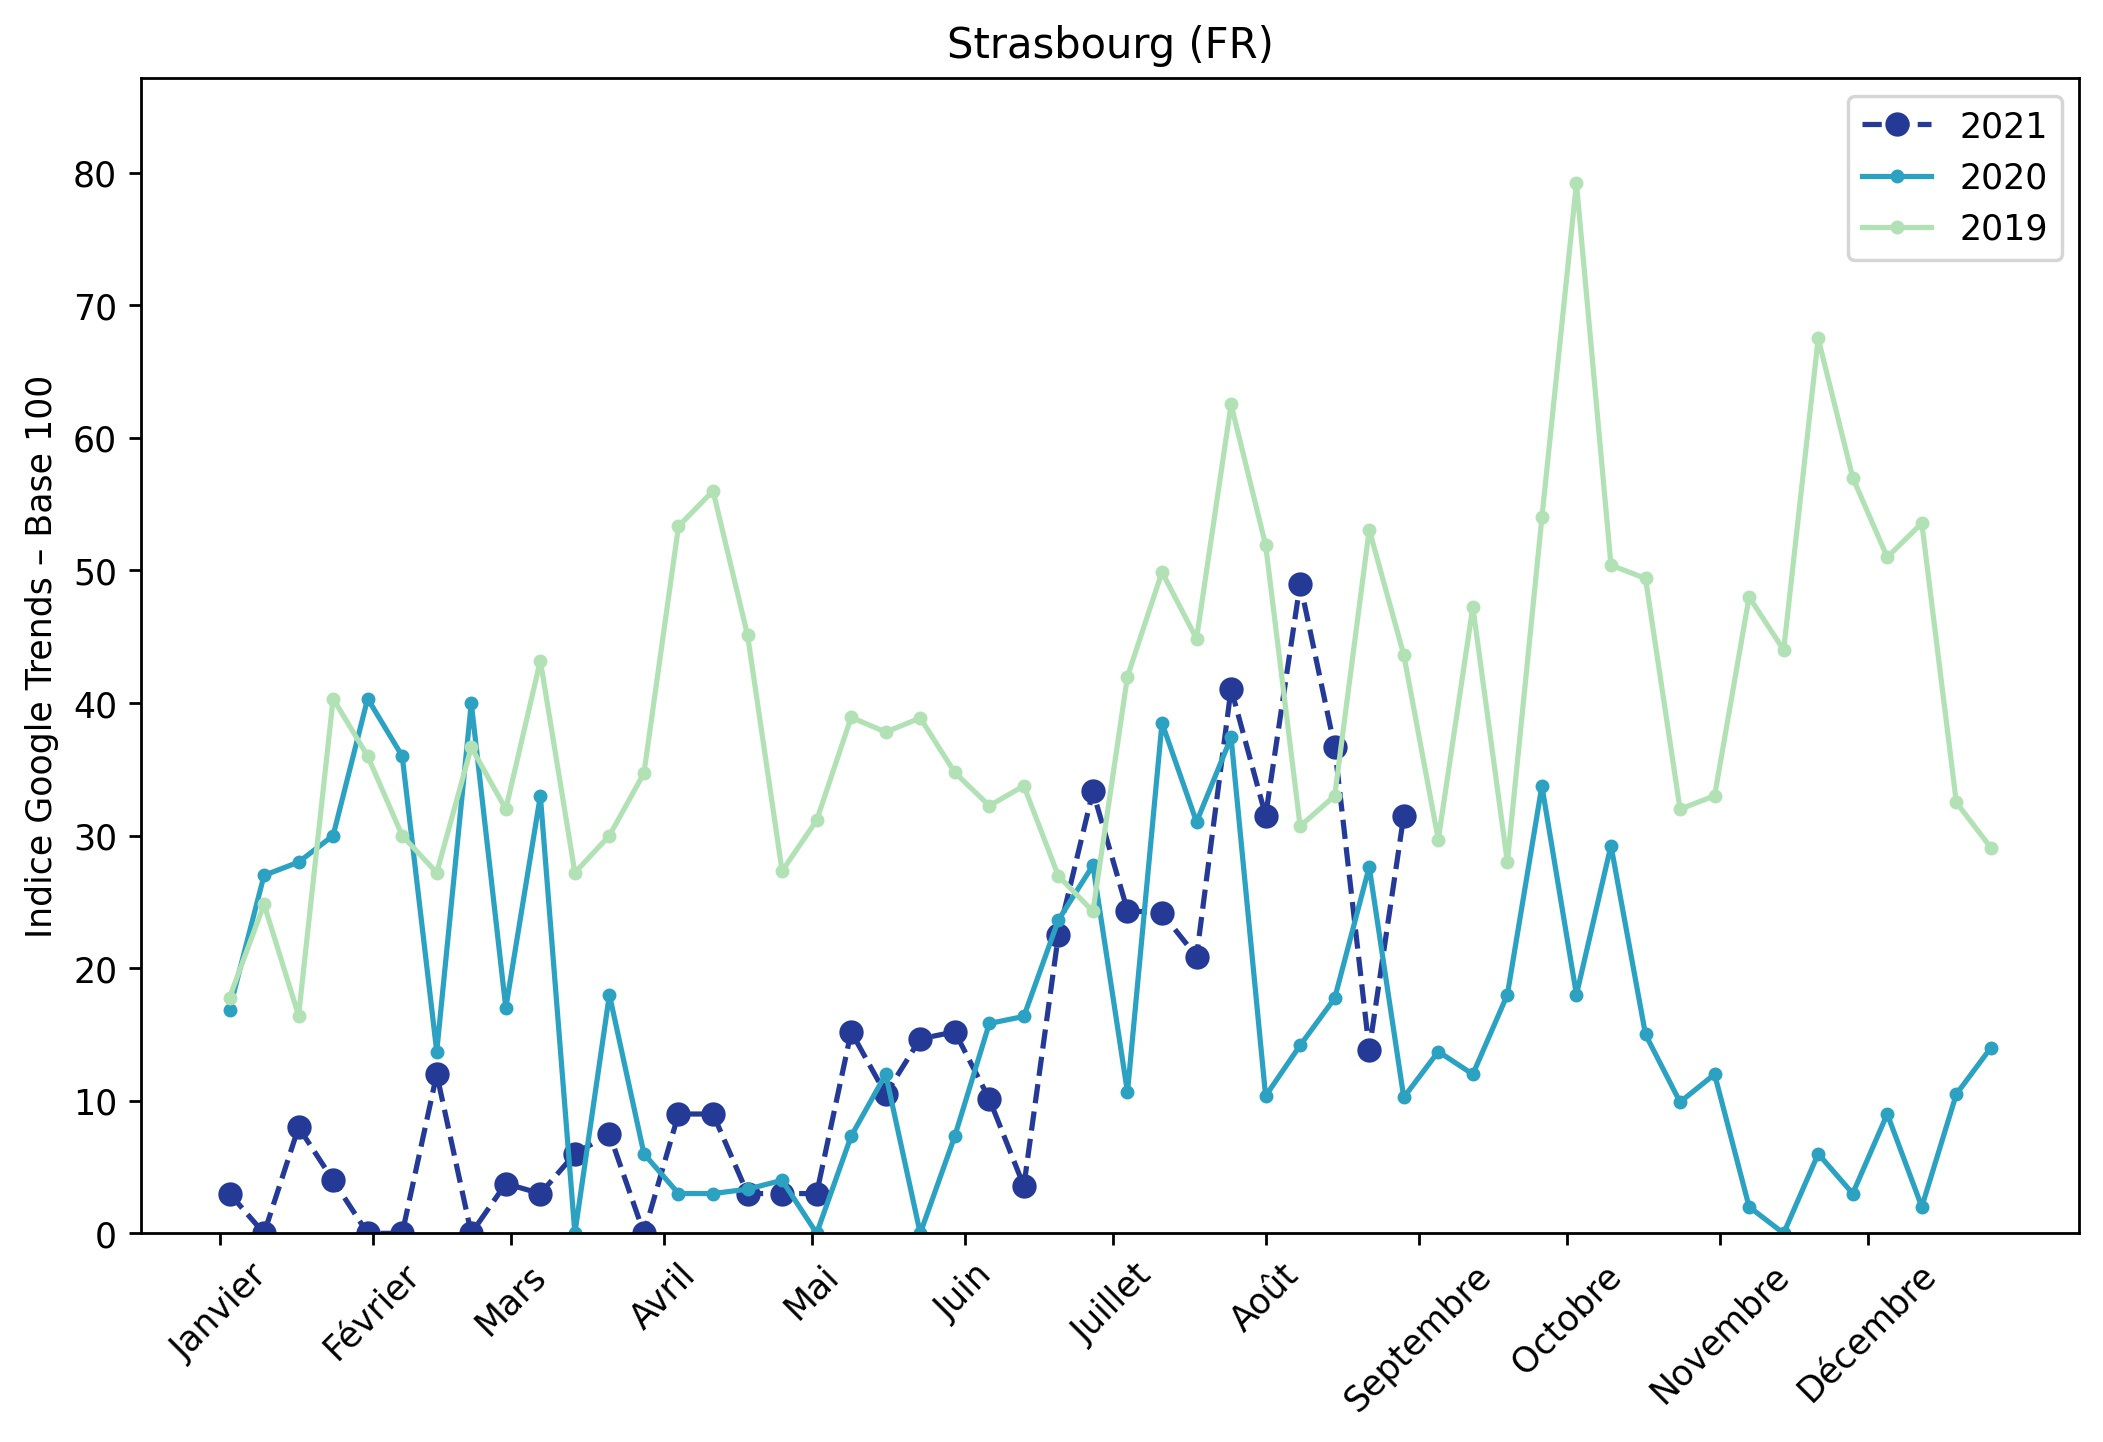 Strasbourg (FR)
2021
2020
2019
Indice Google Trends – Base 100
80
70
60
50
40
30
20
10
0
Janvier
Février
Mars
Avril
Mai
Juin
Juillet
Août
Septembre
Octobre
Novembre
Décembre